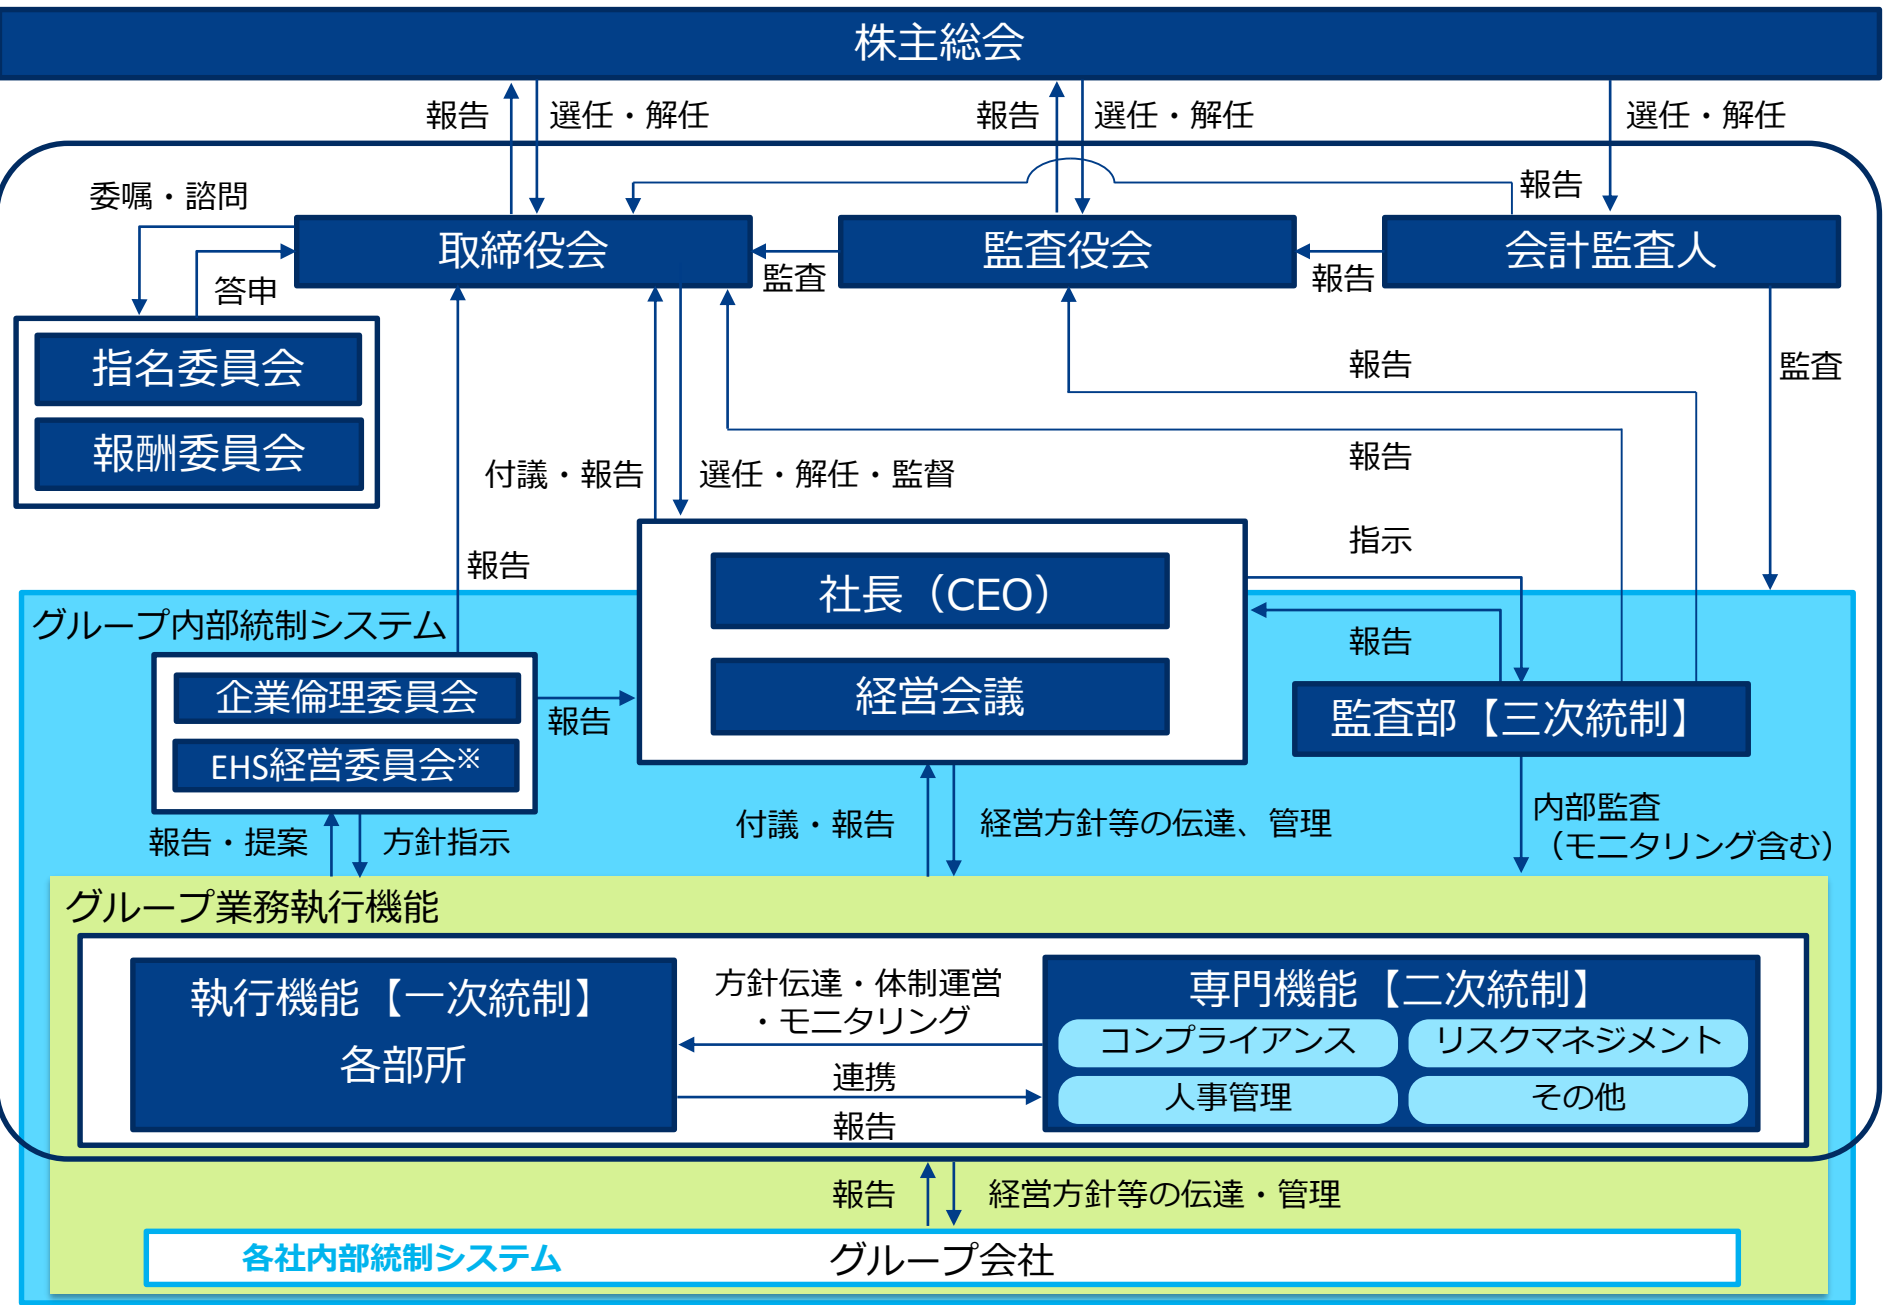 株主総会
報告
選任・解任
報告
選任・解任
選任・解任
委嘱・諮問
報告
取締役会
監査役会
会計監査人
監査
報告
答申
指名委員会
報酬委員会
報告
監査
報告
付議・報告
選任・解任・監督
指示
報告
社長（CEO）
グループ内部統制システム
報告
企業倫理委員会
経営会議
報告
監査部【三次統制】
EHS経営委員会※
報告・提案
方針指示
付議・報告
経営方針等の伝達、管理
内部監査
（モニタリング含む）
グループ業務執行機能
執行機能【一次統制】
各部所
方針伝達・体制運営
・モニタリング
連携
報告
専門機能【二次統制】
コンプライアンス
リスクマネジメント
人事管理
その他
報告
経営方針等の伝達・管理
各社内部統制システム
グループ会社